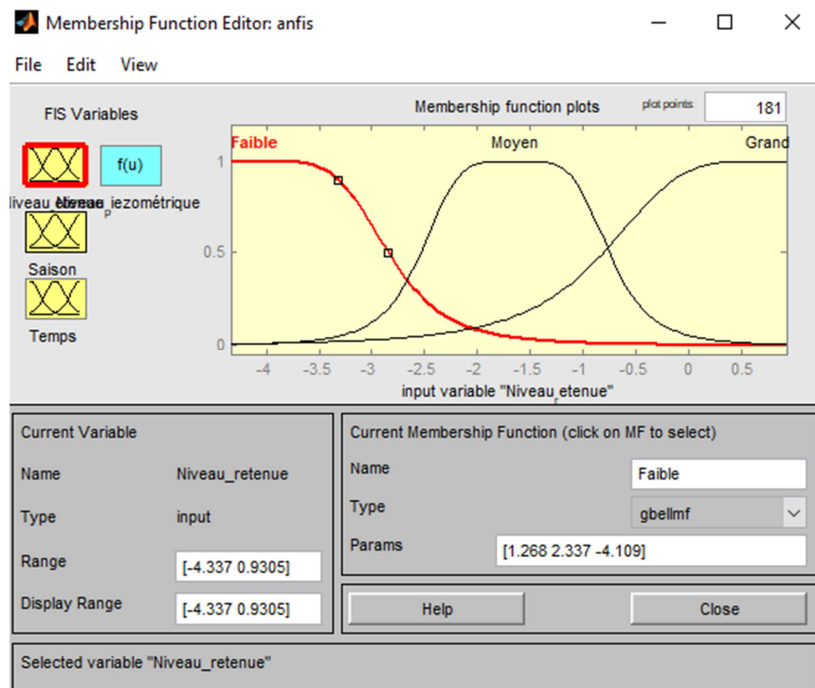 Membership Function Editor: anfis
File Edit View
FIS Variables
Membership function plots
plot points:
181
Faible
Moyen
Grand
f(u)
Saison
Temps
1
0.5
0
-4 -3.5 -3 -2.5 -2 -1.5 -1 -0.5 0 0.5
input variable "Niveau_retenue"
Current Variable
Name Niveau_retenue
Type input
Range [-4.337 0.9305]
Display Range [-4.337 0.9305]
Current Membership Function (click on MF to select)
Name Faible
Type gbellmf
Params [1.268 2.337 -4.109]
Help Close
Selected variable "Niveau_retenue"